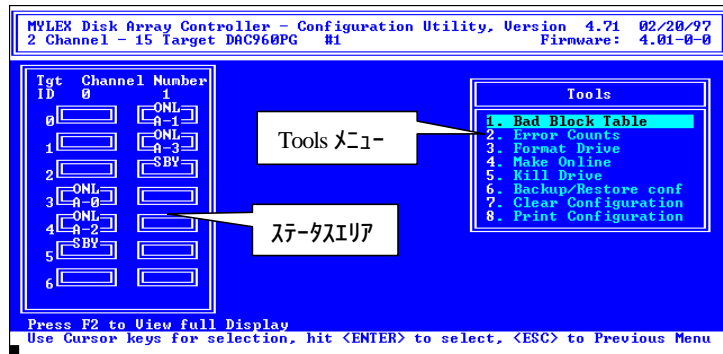 MYLEX Disk Array Controller – Configuration Utility, Version 4.71 02/20/97
2 Channel – 15 Target DAC960PG #1 Firmware: 4.01-0-0
Tgt Channel Number
ID 0 1
0 ONL A-1
1 ONL A-3
2 SBY
3 ONL A-0
4 ONL A-2
5 SBY
6
Tools メニュー
ステータスエリア
Tools
1. Bad Block Table
2. Error Counts
3. Format Drive
4. Make Online
5. Kill Drive
6. Backup/Restore conf
7. Clear Configuration
8. Print Configuration
Press F2 to View full Display
Use Cursor keys for selection, hit <ENTER> to select, <ESC> to Previous Menu